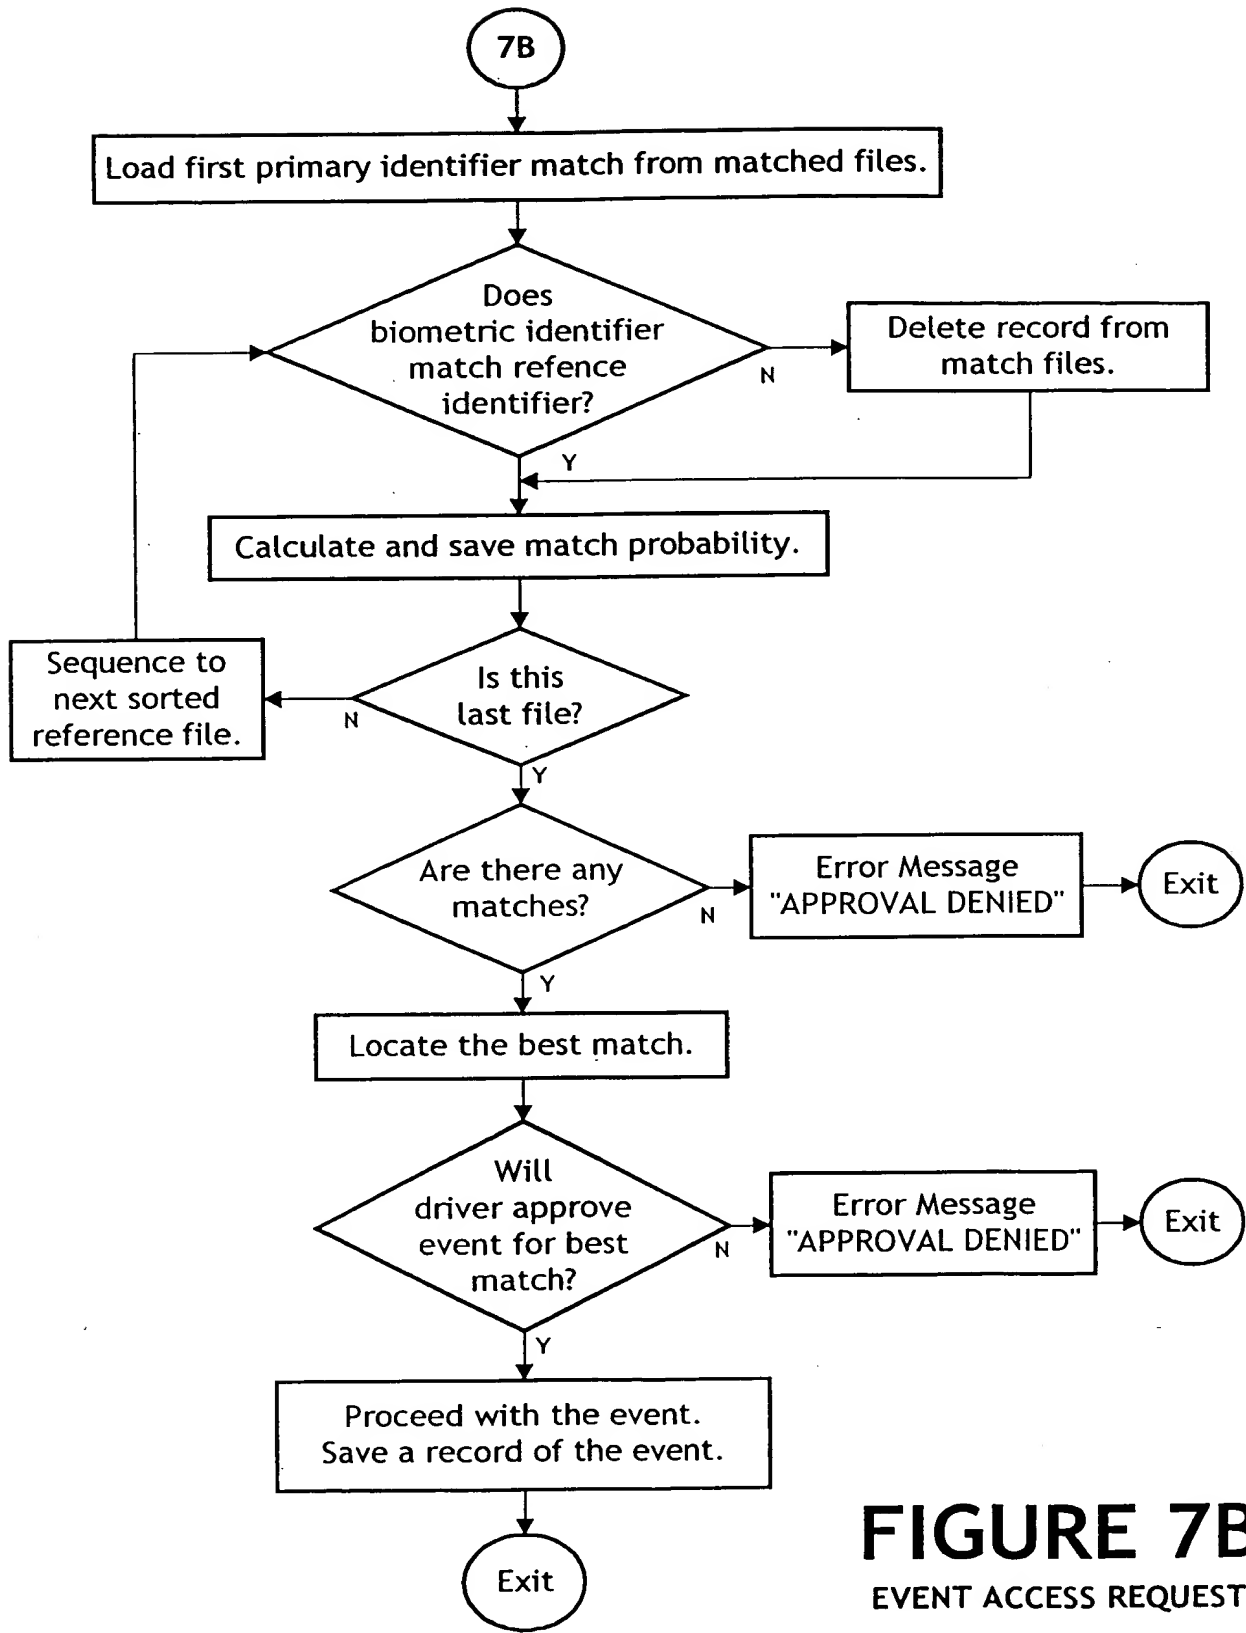 7B
Load first primary identifier match from matched files.
Does
biometric identifier
match refence
identifier?
N
Delete record from
match files.
Y
Calculate and save match probability.
Sequence to
next sorted
reference file.
N
Is this
last file?
Y
Are there any
matches?
N
Error Message
"APPROVAL DENIED"
Exit
Y
Locate the best match.
Will
driver approve
event for best
match?
N
Error Message
"APPROVAL DENIED"
Exit
Y
Proceed with the event.
Save a record of the event.
Exit
FIGURE 7B
EVENT ACCESS REQUEST